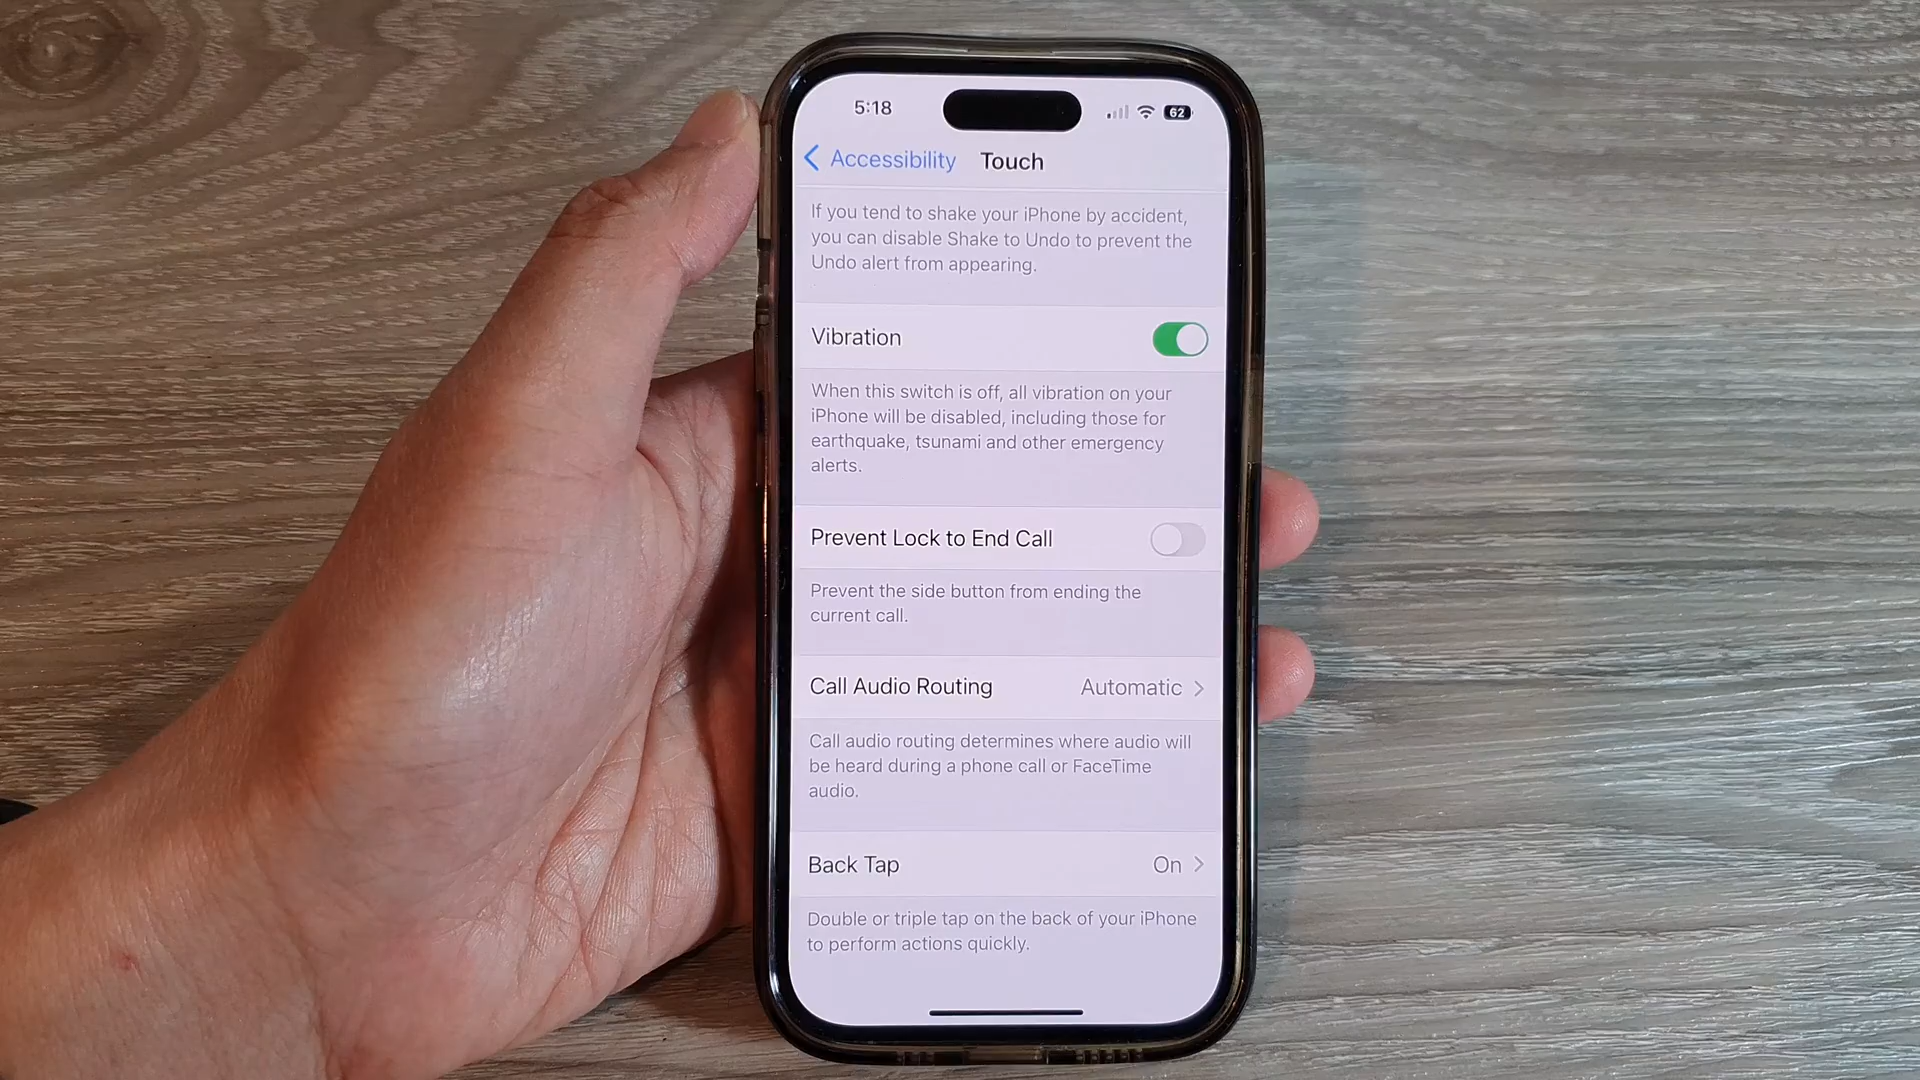 5:18
62
Accessibility Touch
If you tend to shake your iPhone by accident,
you can disable Shake to Undo to prevent the
Undo alert from appearing.
Vibration
When this switch is off, all vibration on your
iPhone will be disabled, including those for
earthquake, tsunami and other emergency
alerts.
Prevent Lock to End Call
Prevent the side button from ending the
current call.
Call Audio Routing Automatic
Call audio routing determines where audio will
be heard during a phone call or FaceTime
audio.
Back Tap On
Double or triple tap on the back of your iPhone
to perform actions quickly.